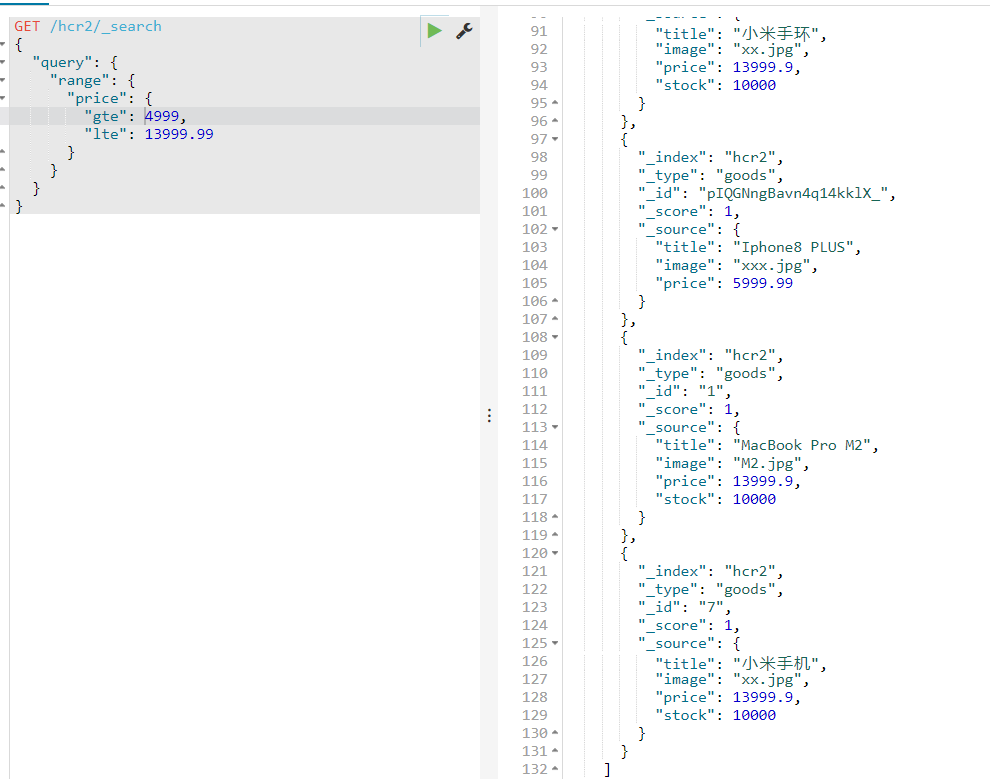 GET /hcr2/_search
{
  "query": {
    "range": {
      "price": {
        "gte": 4999,
        "lte": 13999.99
      }
    }
  }
}
91 "title": "小米手环",
92 "image": "xx.jpg",
93 "price": 13999.9,
94 "stock": 10000
95 }
96 },
97 {
98 "_index": "hcr2",
99 "_type": "goods",
100 "_id": "pIQGNngBavn4q14kklX_",
101 "_score": 1,
102 "_source": {
103 "title": "Iphone8 PLUS",
104 "image": "xxx.jpg",
105 "price": 5999.99
106 }
107 },
108 {
109 "_index": "hcr2",
110 "_type": "goods",
111 "_id": "1",
112 "_score": 1,
113 "_source": {
114 "title": "MacBook Pro M2",
115 "image": "M2.jpg",
116 "price": 13999.9,
117 "stock": 10000
118 }
119 },
120 {
121 "_index": "hcr2",
122 "_type": "goods",
123 "_id": "7",
124 "_score": 1,
125 "_source": {
126 "title": "小米手机",
127 "image": "xx.jpg",
128 "price": 13999.9,
129 "stock": 10000
130 }
131 }
132 ]